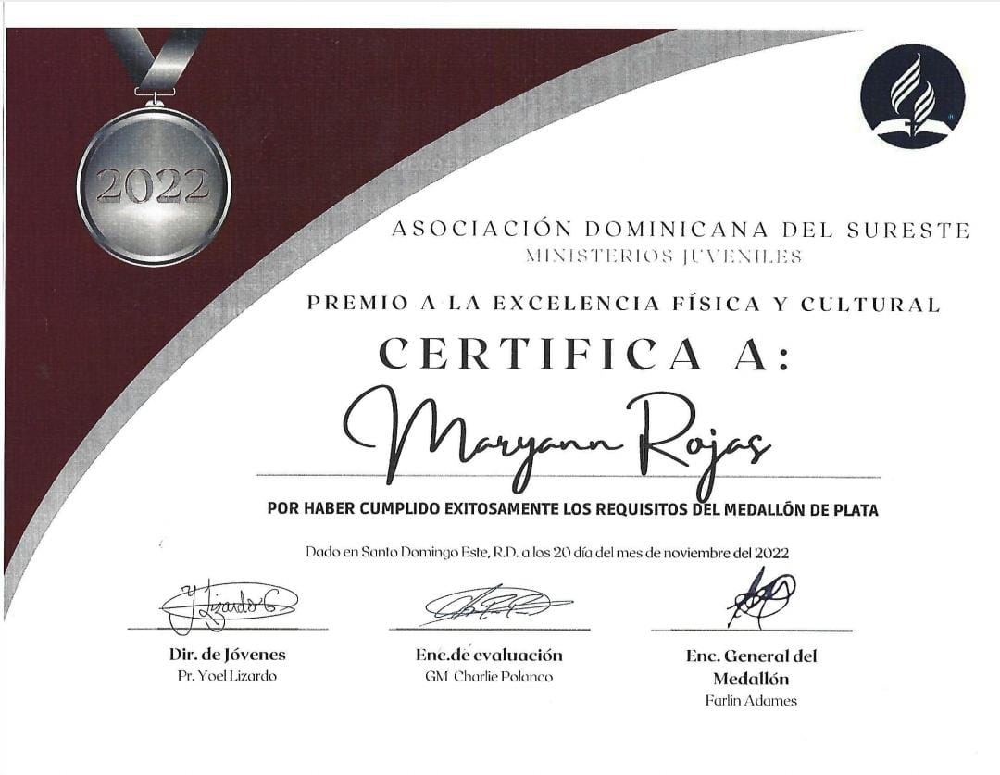 2022
ASOCIACIÓN DOMINICANA DEL SURESTE
MINISTERIOS JUVENILES
PREMIO A LA EXCELENCIA FÍSICA Y CULTURAL
CERTIFICA A:
Maryann Rojas
POR HABER CUMPLIDO EXITOSAMENTE LOS REQUISITOS DEL MEDALLÓN DE PLATA
Dado en Santo Domingo Este, R.D. a los 20 día del mes de noviembre del 2022
Y Lizardo G
Dir. de Jóvenes
Pr. Yoel Lizardo
Enc.de evaluación
GM Charlie Polanco
Enc. General del
Medallón
Farlin Adames